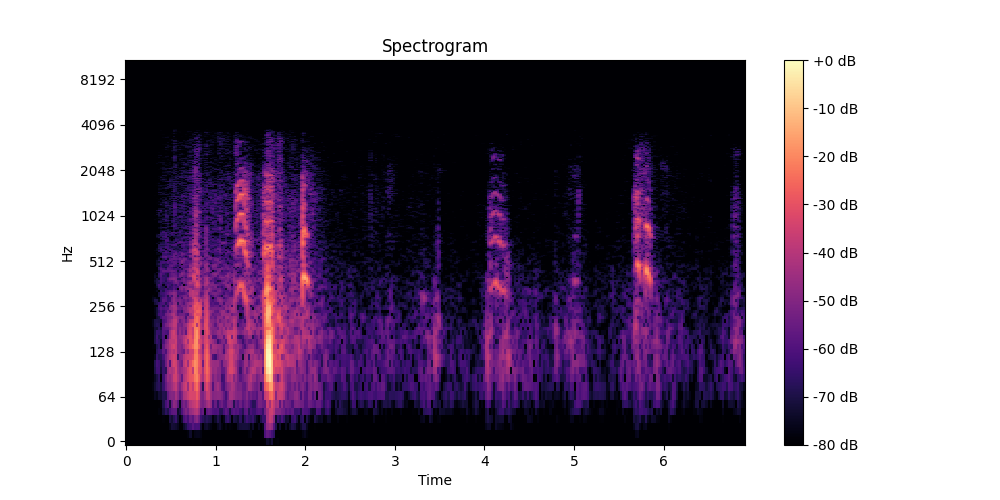 Spectrogram
8192
4096
2048
1024
512
256
128
64
0
Hz
0 1 2 3 4 5 6
Time
+0 dB
-10 dB
-20 dB
-30 dB
-40 dB
-50 dB
-60 dB
-70 dB
-80 dB